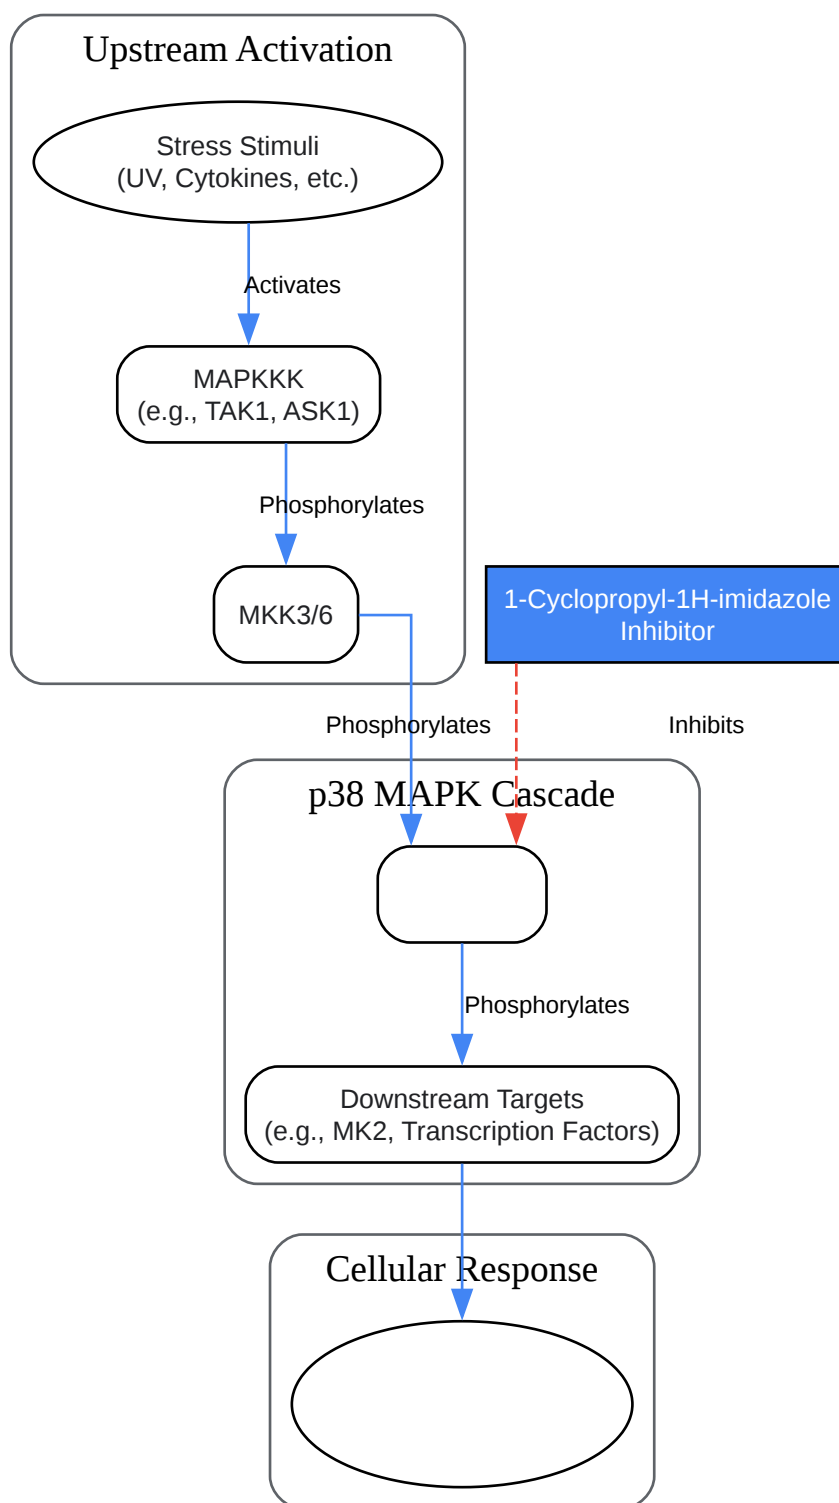 Upstream Activation
Stress Stimuli
(UV, Cytokines, etc.)
Activates
MAPKKK
(e.g., TAK1, ASK1)
Phosphorylates
MKK3/6
1-Cyclopropyl-1H-imidazole
Inhibitor
Phosphorylates
Inhibits
p38 MAPK Cascade
Phosphorylates
Downstream Targets
(e.g., MK2, Transcription Factors)
Cellular Response